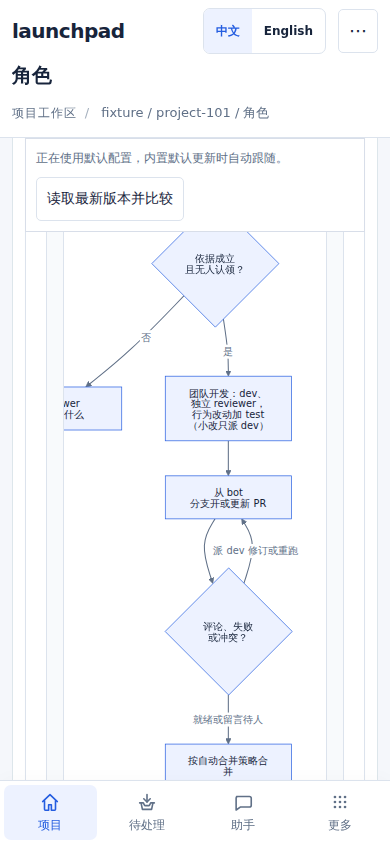 launchpad
中文
English
角色
项目工作区 / fixture / project-101 / 角色
正在使用默认配置，内置默认更新时自动跟随。
读取最新版本并比较
依据成立
且无人认领？
否
是
wer
什么
团队开发：dev、
独立 reviewer，
行为改动加 test
（小改只派 dev）
从 bot
分支开或更新 PR
派 dev 修订或重跑
评论、失败
或冲突？
就绪或留言待人
按自动合并策略合
并
项目
待处理
助手
更多